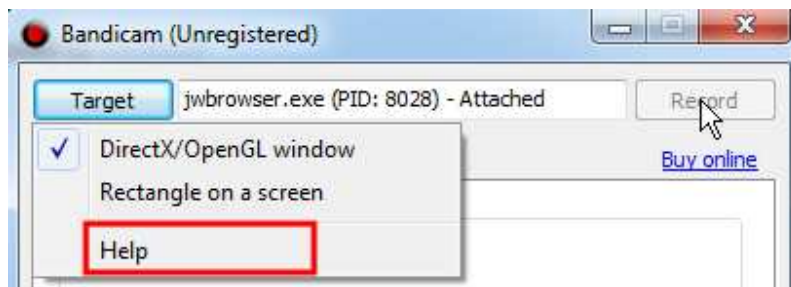 Bandicam (Unregistered)
Target jwbrowser.exe (PID: 8028) - Attached Record
DirectX/OpenGL window
Buy online
Rectangle on a screen
Help